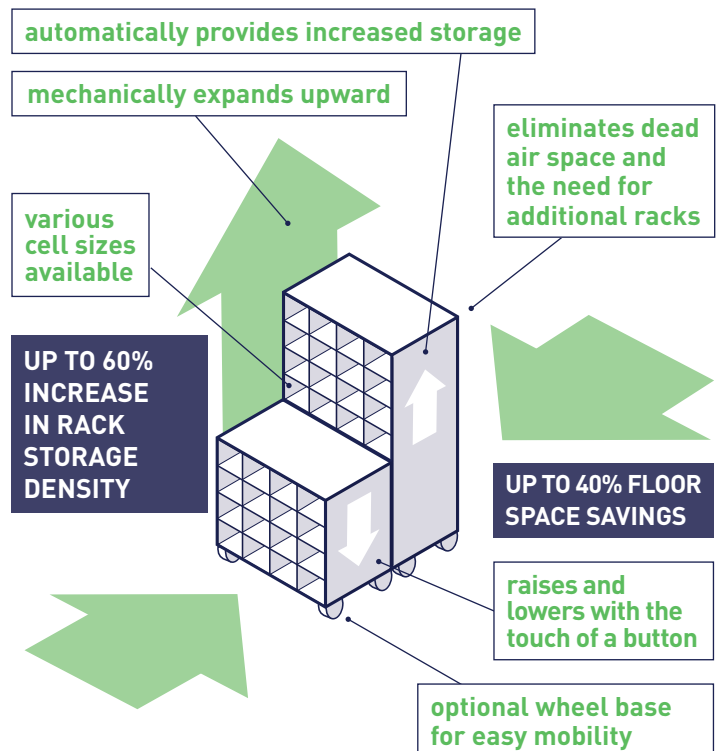 automatically provides increased storage
mechanically expands upward
eliminates dead
air space and
the need for
additional racks
various
cell sizes
available
UP TO 60%
INCREASE
IN RACK
STORAGE
DENSITY
UP TO 40% FLOOR
SPACE SAVINGS
raises and
lowers with the
touch of a button
optional wheel base
for easy mobility